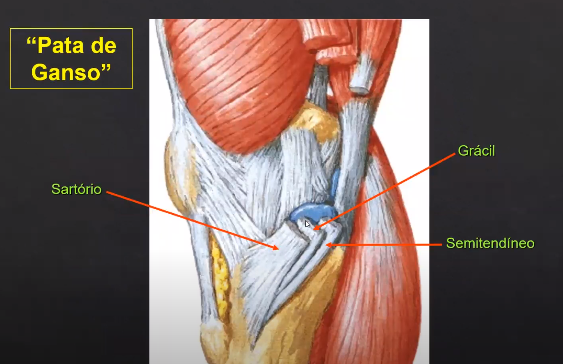 “Pata de
Ganso”
Grácil
Sartório
Semitendíneo